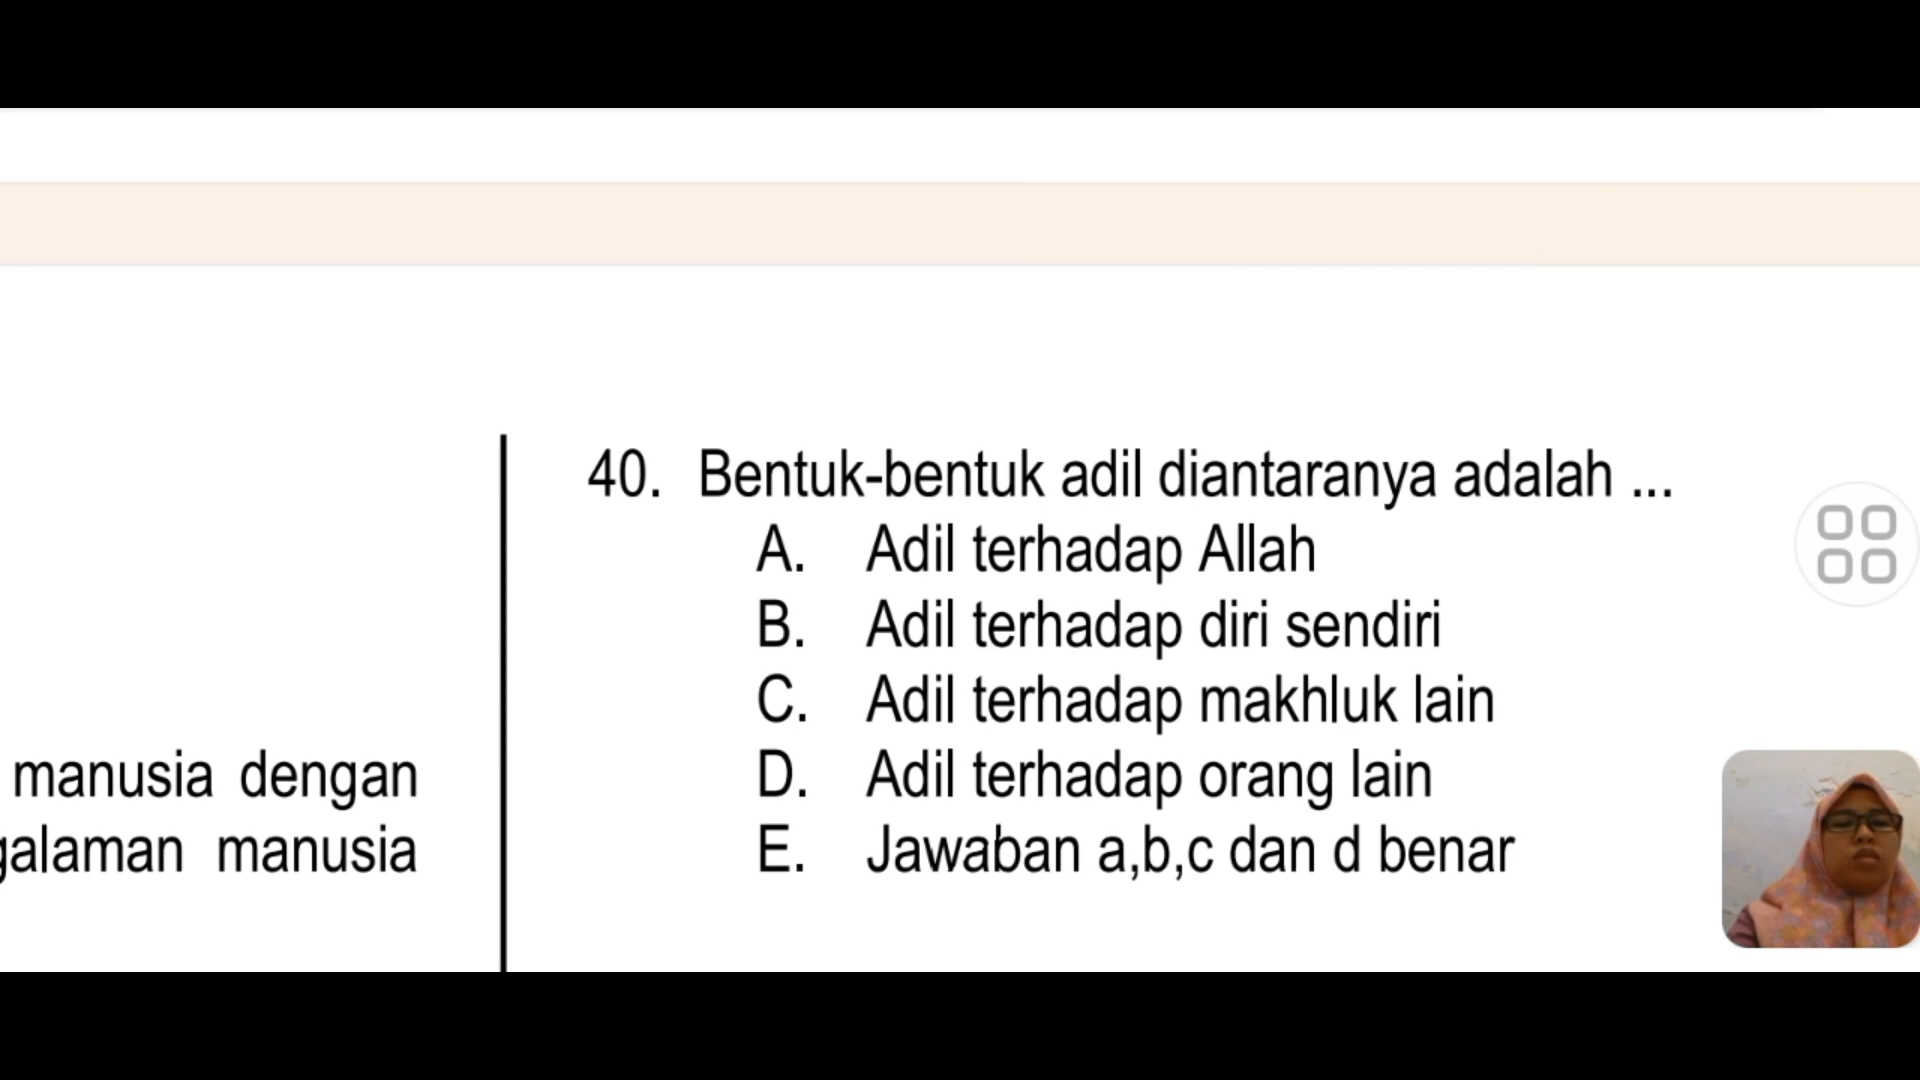 manusia dengan
galaman manusia
40. Bentuk-bentuk adil diantaranya adalah ...
A. Adil terhadap Allah
B. Adil terhadap diri sendiri
C. Adil terhadap makhluk lain
D. Adil terhadap orang lain
E. Jawaban a,b,c dan d benar